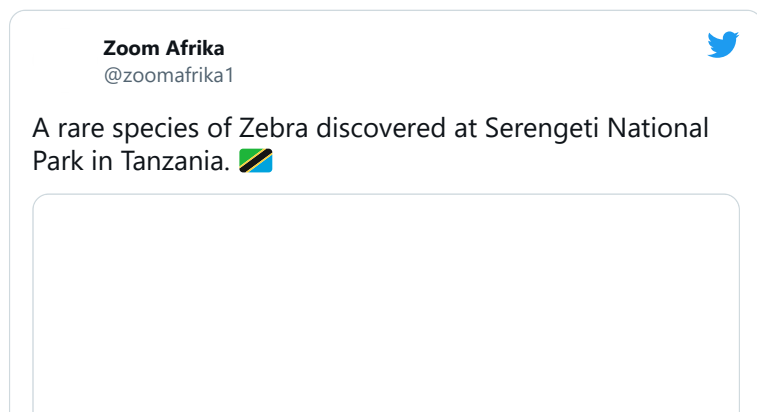 Zoom Afrika
@zoomafrika1
A rare species of Zebra discovered at Serengeti National
Park in Tanzania. 🇹🇿